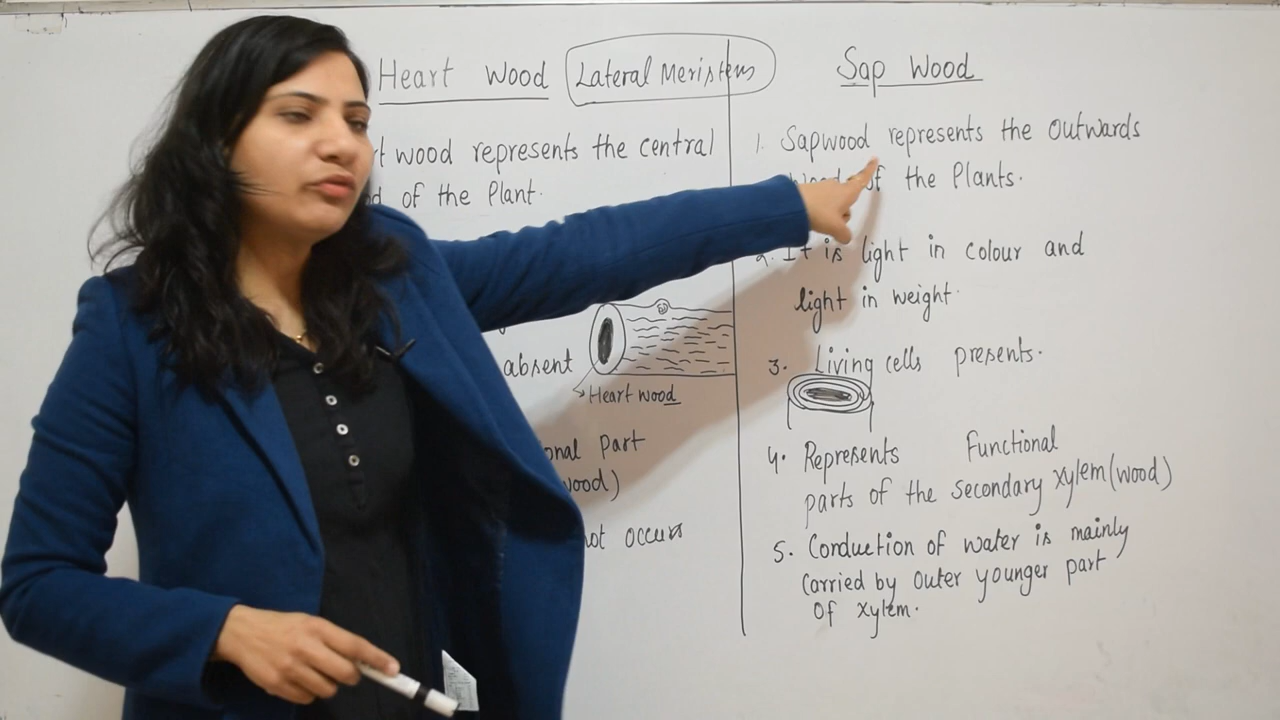 Heart Wood
Lateral Meristems
wood represents the central
of the Plant.
absent
Heart wood
Part
wood)
not occurs
Sap Wood
1. Sapwood represents the Outwards
of the Plants.
2. It is light in colour and
light in weight.
3. Living cells presents.
4. Represents Functional
parts of the Secondary xylem (wood)
5. Conduction of water is mainly
Carried by outer younger part
Of xylem.